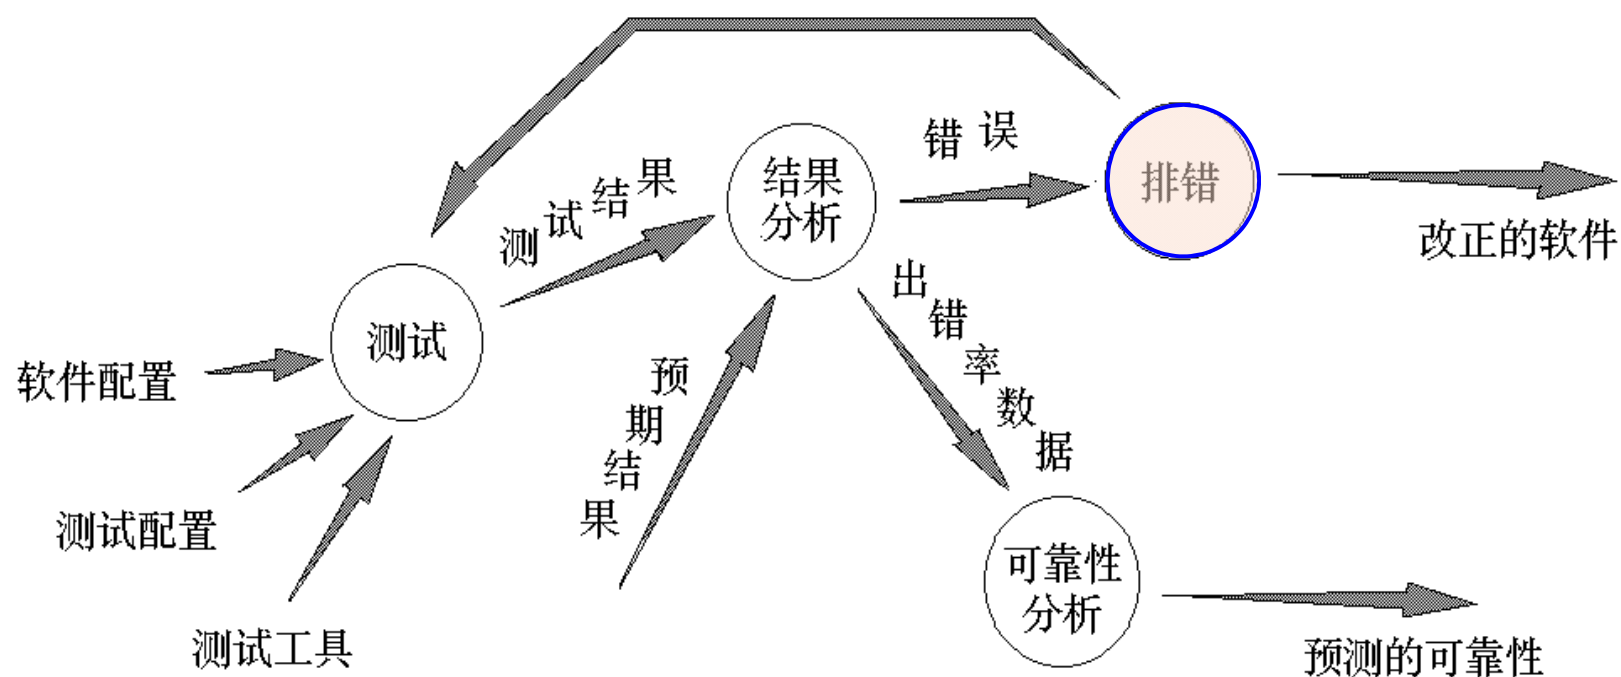 错误
排错
改正的软件
测试结果
结果
分析
测试
软件配置
测试配置
测试工具
预期结果
出错率数据
可靠性
分析
预测的可靠性